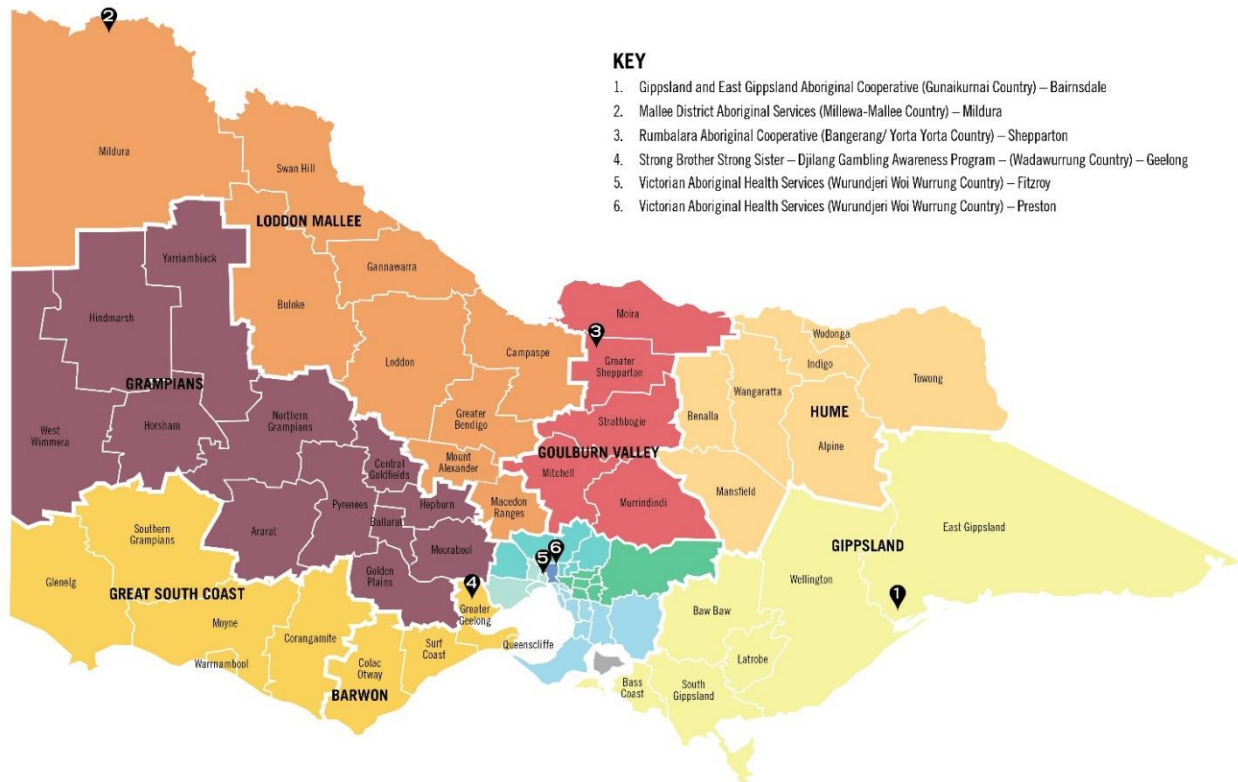 2
KEY
1. Gippsland and East Gippsland Aboriginal Cooperative (Gunaikurnai Country) – Bairnsdale
2. Mallee District Aboriginal Services (Millewa-Mallee Country) – Mildura
3. Rumbalara Aboriginal Cooperative (Bangerang/ Yorta Yorta Country) – Shepparton
4. Strong Brother Strong Sister – Djilang Gambling Awareness Program – (Wadawurrung Country) – Geelong
5. Victorian Aboriginal Health Services (Wurundjeri Woi Wurrung Country) – Fitzroy
6. Victorian Aboriginal Health Services (Wurundjeri Woi Wurrung Country) – Preston
Mildura
Swan Hill
LODDON MALLEE
Yarriambiack
Gannawarra
Buloke
Hindmarsh
Moira
3
Wodonga
Loddon
Campaspe
Greater
Shepparton
Indigo
Towong
Wangaratta
GRAMPIANS
Benalla
HUME
Northern
Grampians
Strathbogie
West
Wimmera
Horsham
Greater
Bendigo
Alpine
GOULBURN VALLEY
Mount
Alexander
Mitchell
Central
Goldfields
Murrindindi
Mansfield
Macedon
Ranges
Pyrenees
Hepburn
Ballarat
Southern
Grampians
Ararat
Moorabool
East Gippsland
GIPPSLAND
6
5
Golden
Plains
Wellington
Glenelg
4
GREAT SOUTH COAST
1
Greater
Geelong
Baw Baw
Moyne
Corangamite
Surf
Coast
Queenscliffe
Latrobe
Warrnambool
Colac
Otway
BARWON
Bass
Coast
South
Gippsland